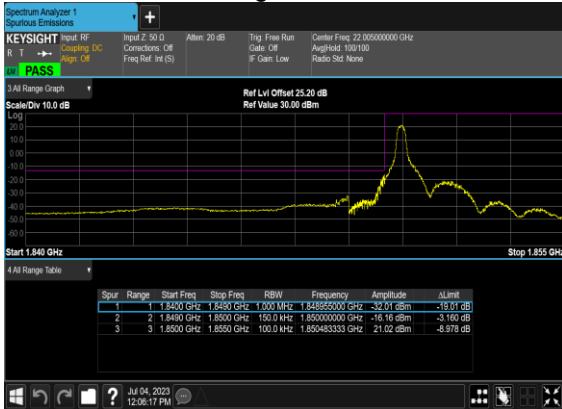 Spectrum Analyzer 1
Spurious Emissions
KEYSIGHT Input: RF Input Z: 50 Ω Atten: 20 dB Trig: Free Run Center Freq: 22.005000000 GHz
R T Coupling: DC Corrections: Off Gate: Off Avg|Hold: 100/100
Align: Off Freq Ref: Int (S) IF Gain: Low Radio Std: None
PASS
3 All Range Graph
Ref Lvl Offset 25.20 dB
Scale/Div 10.0 dB Ref Value 30.00 dBm
Log
20.0
10.0
0.00
-10.0
-20.0
-30.0
-40.0
-50.0
-60.0
Start 1.840 GHz Stop 1.855 GHz
4 All Range Table
Spur Range Start Freq Stop Freq RBW Frequency Amplitude ΔLimit
1 1 1.8400 GHz 1.8490 GHz 1.000 MHz 1.848955000 GHz -32.01 dBm -19.01 dB
2 2 1.8490 GHz 1.8500 GHz 150.0 kHz 1.850000000 GHz -16.16 dBm -3.160 dB
3 3 1.8500 GHz 1.8550 GHz 100.0 kHz 1.850483333 GHz 21.02 dBm -8.978 dB
?
Jul 04, 2023
12:06:17 PM